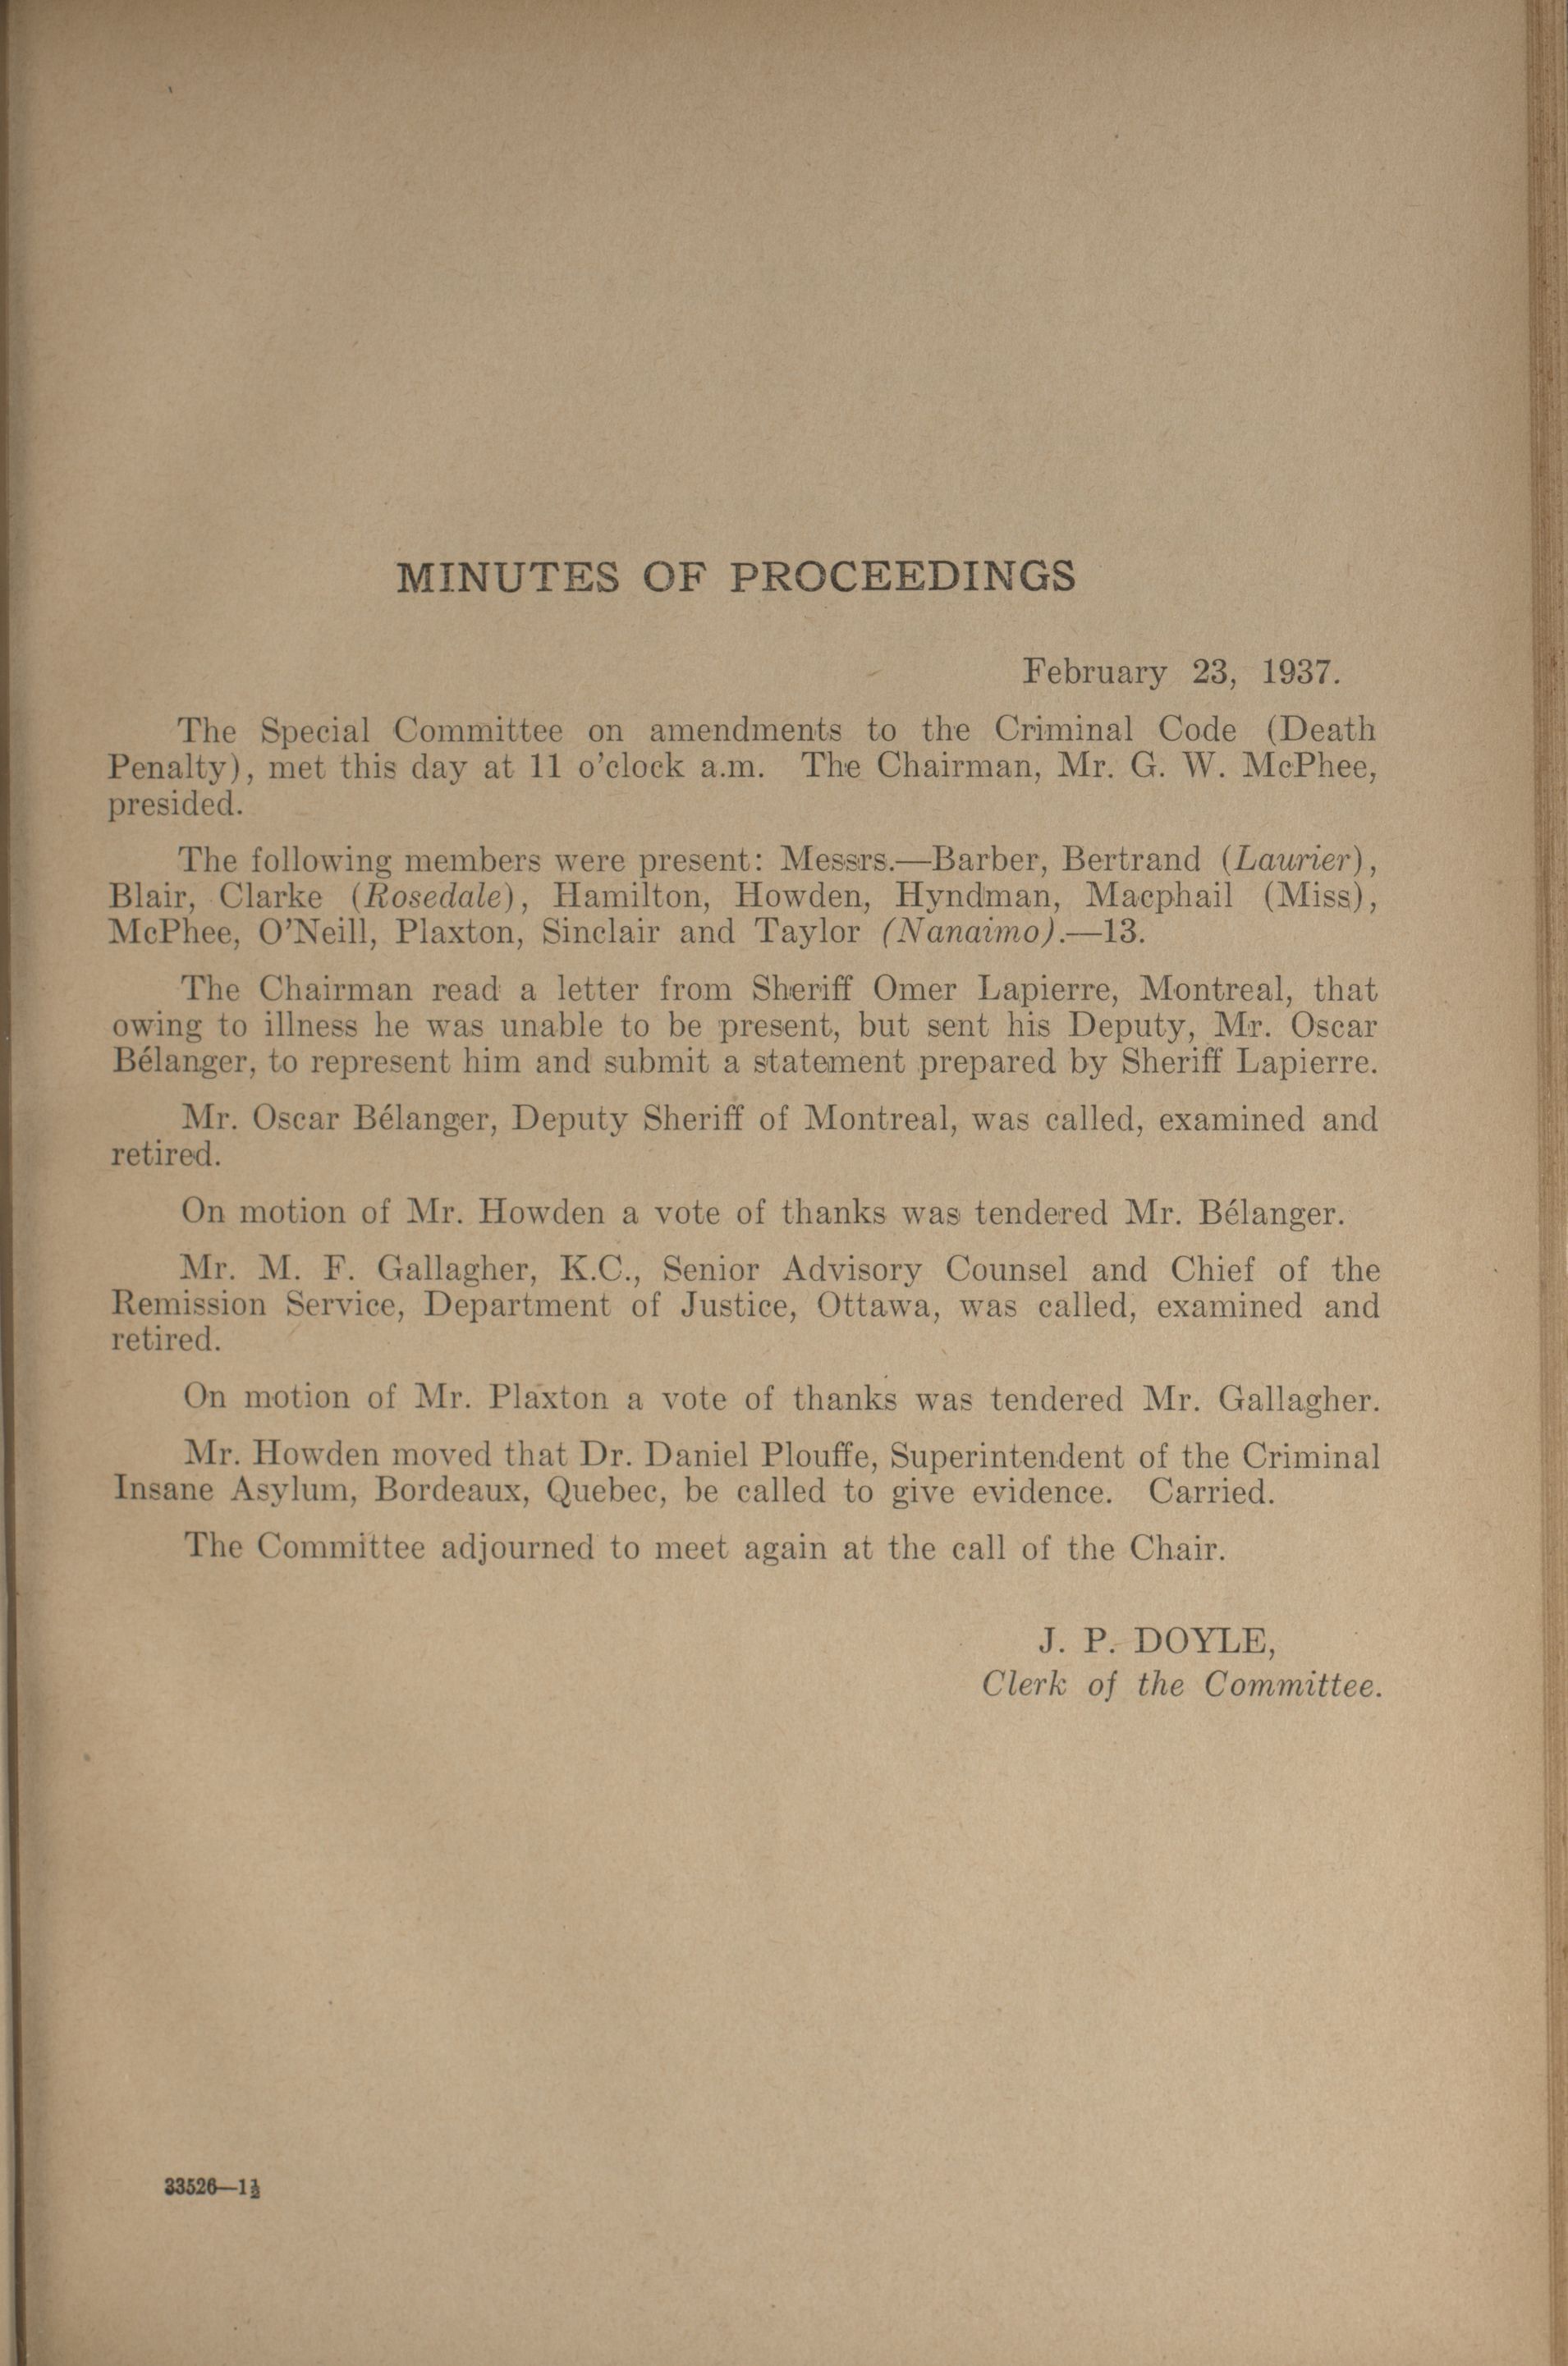 MINUTES OF PROCEEDINGS
February 23, 1937.
The Special Committee on amendments to the Criminal Code (Death
Penalty), met this day at 11 o'clock a.m. The Chairman, Mr. G. W. McPhee,
presided.
The following members were present: Messrs.—Barber, Bertrand (Laurier),
Blair, Clarke (Rosedale), Hamilton, Howden, Hyndman, Macphail (Miss),
McPhee, O'Neill, Plaxton, Sinclair and Taylor (Nanaimo).—13.
The Chairman read a letter from Sheriff Omer Lapierre, Montreal, that
owing to illness he was unable to be present, but sent his Deputy, Mr. Oscar
Bélanger, to represent him and submit a statement prepared by Sheriff Lapierre.
Mr. Oscar Bélanger, Deputy Sheriff of Montreal, was called, examined and
retired.
On motion of Mr. Howden a vote of thanks was tendered Mr. Bélanger.
Mr. M. F. Gallagher, K.C., Senior Advisory Counsel and Chief of the
Remission Service, Department of Justice, Ottawa, was called, examined and
retired.
On motion of Mr. Plaxton a vote of thanks was tendered Mr. Gallagher.
Mr. Howden moved that Dr. Daniel Plouffe, Superintendent of the Criminal
Insane Asylum, Bordeaux, Quebec, be called to give evidence. Carried.
The Committee adjourned to meet again at the call of the Chair.
J. P. DOYLE,
Clerk of the Committee.
33526—1½